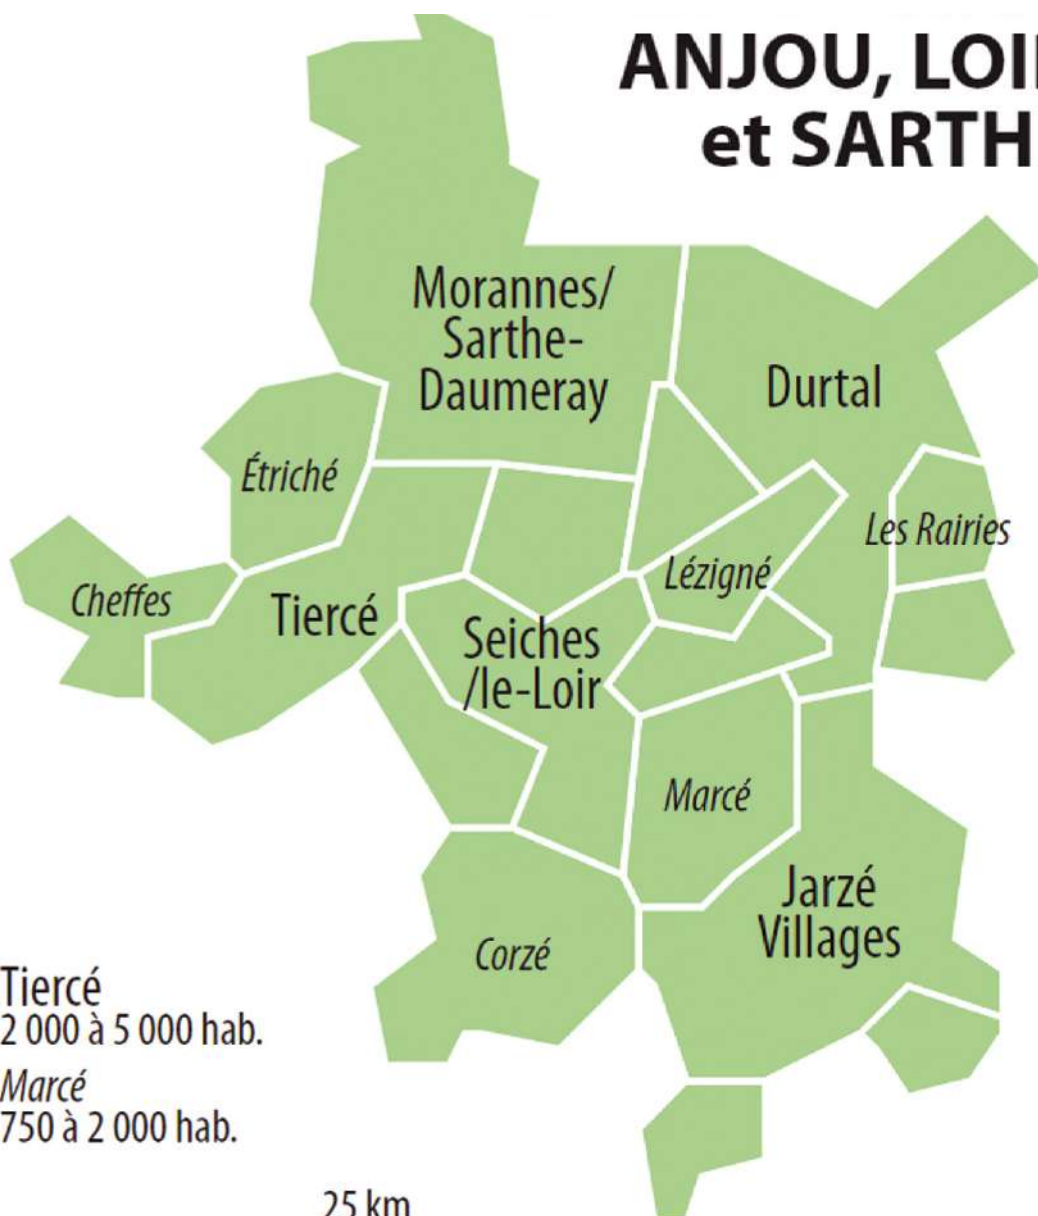 ANJOU, LOI
et SARTH
Morannes/
Sarthe-
Daumeray
Durtal
Étriché
Les Rairies
Cheffes
Lézigné
Tiercé
Seiches
/le-Loir
Marcé
Jarzé
Villages
Corzé
Tiercé
2 000 à 5 000 hab.
Marcé
750 à 2 000 hab.
25 km